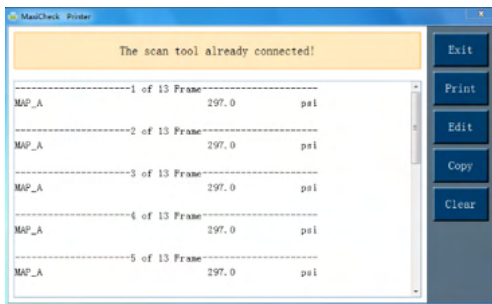 MaxiCheck Printer
The scan tool already connected!
Exit
Print
Edit
Copy
Clear
--------------------1 of 13 Frame--------------------
MAP_A 297.0 psi
--------------------2 of 13 Frame--------------------
MAP_A 297.0 psi
--------------------3 of 13 Frame--------------------
MAP_A 297.0 psi
--------------------4 of 13 Frame--------------------
MAP_A 297.0 psi
--------------------5 of 13 Frame--------------------
MAP_A 297.0 psi